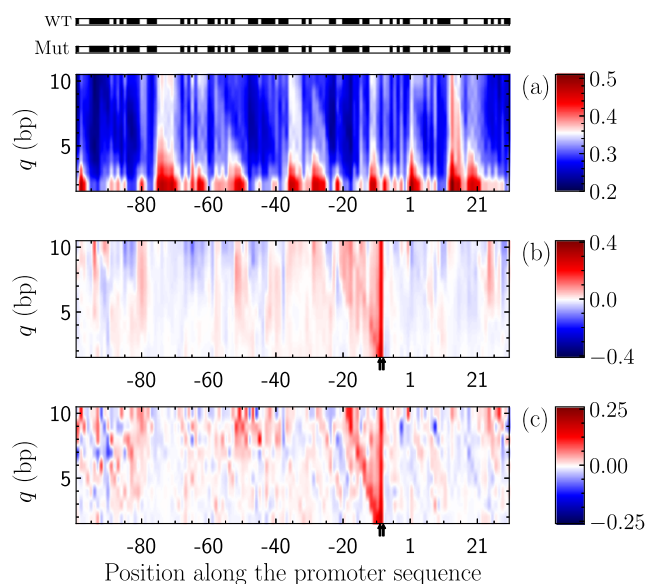 WT
Mut
10
5
q (bp)
-80 -60 -40 -20 1 21
(a)
0.5
0.4
0.3
0.2
10
5
q (bp)
-80 -60 -40 -20 1 21
(b)
0.4
0.0
−0.4
10
5
q (bp)
-80 -60 -40 -20 1 21
(c)
0.25
0.00
−0.25
Position along the promoter sequence